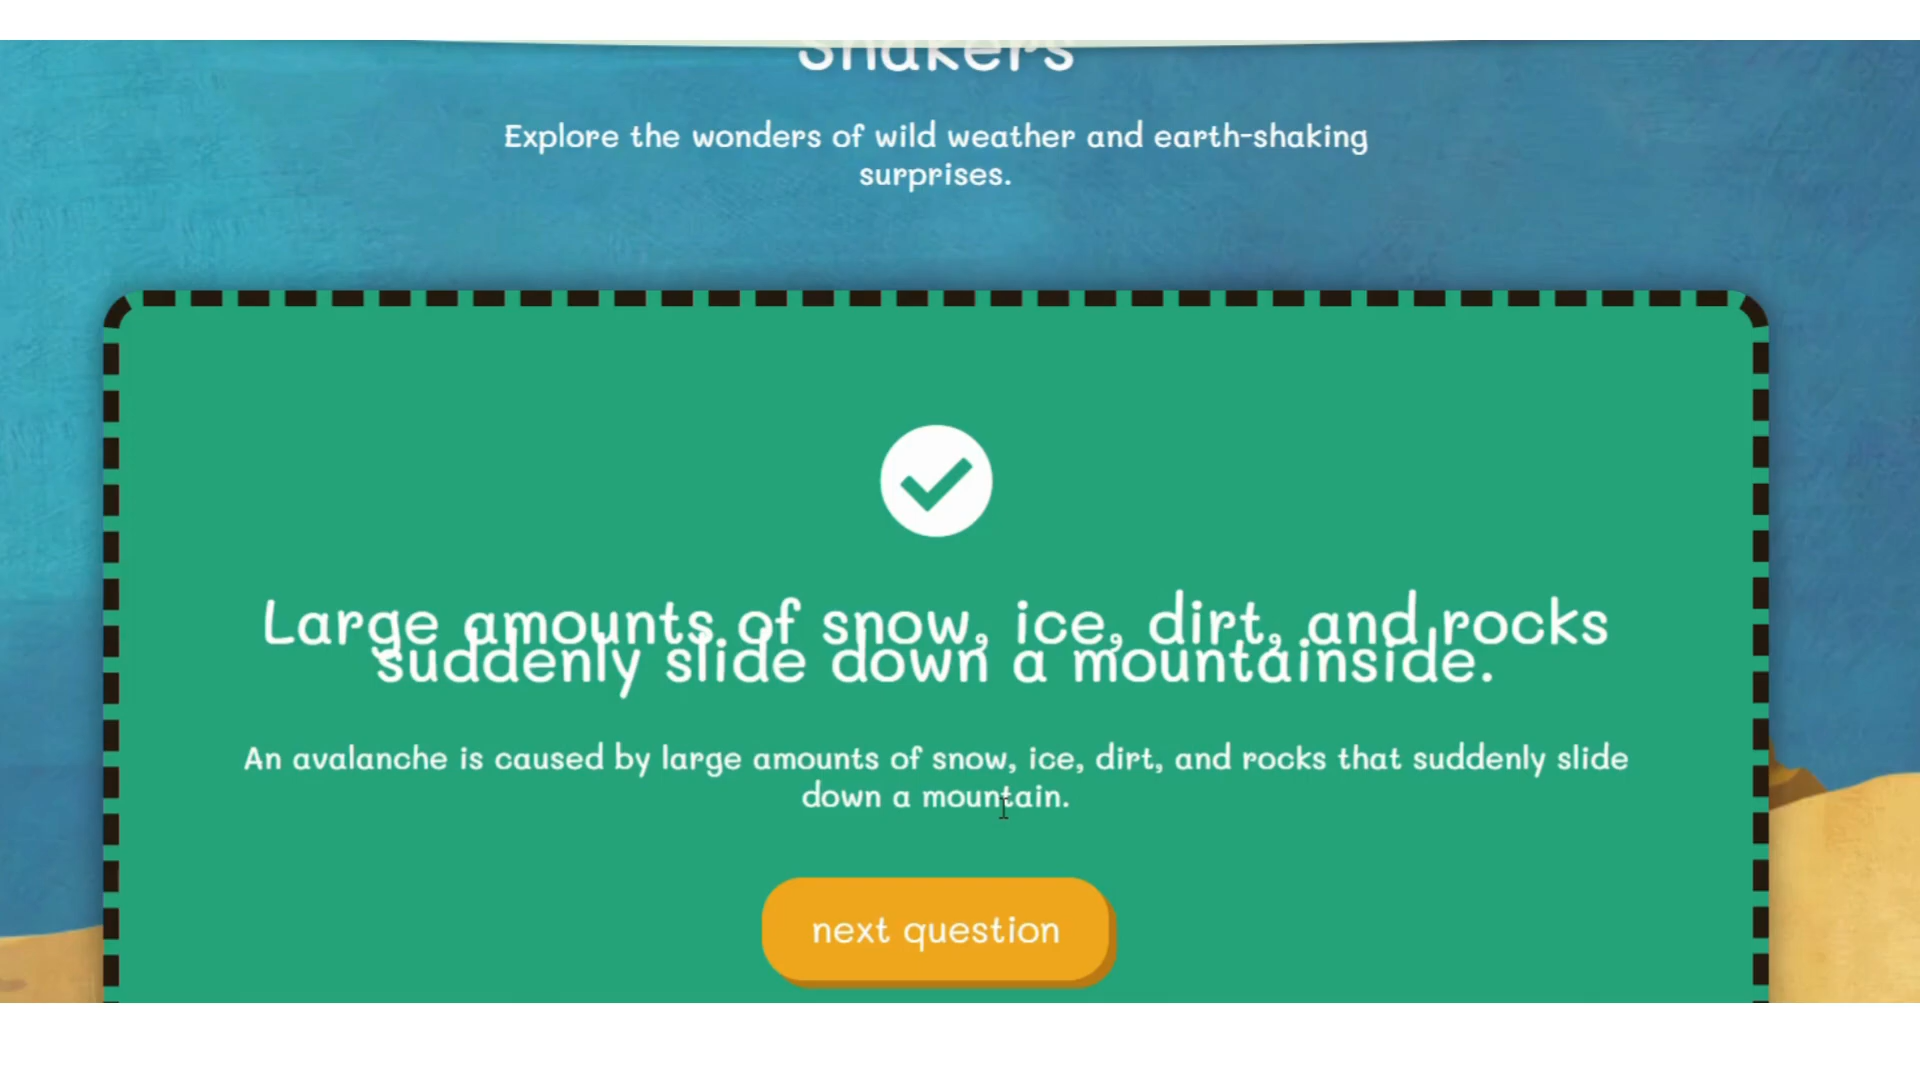 Shakers
Explore the wonders of wild weather and earth-shaking
surprises.
Large amounts of snow, ice, dirt, and rocks
suddenly slide down a mountainside.
An avalanche is caused by large amounts of snow, ice, dirt, and rocks that suddenly slide
down a mountain.
next question